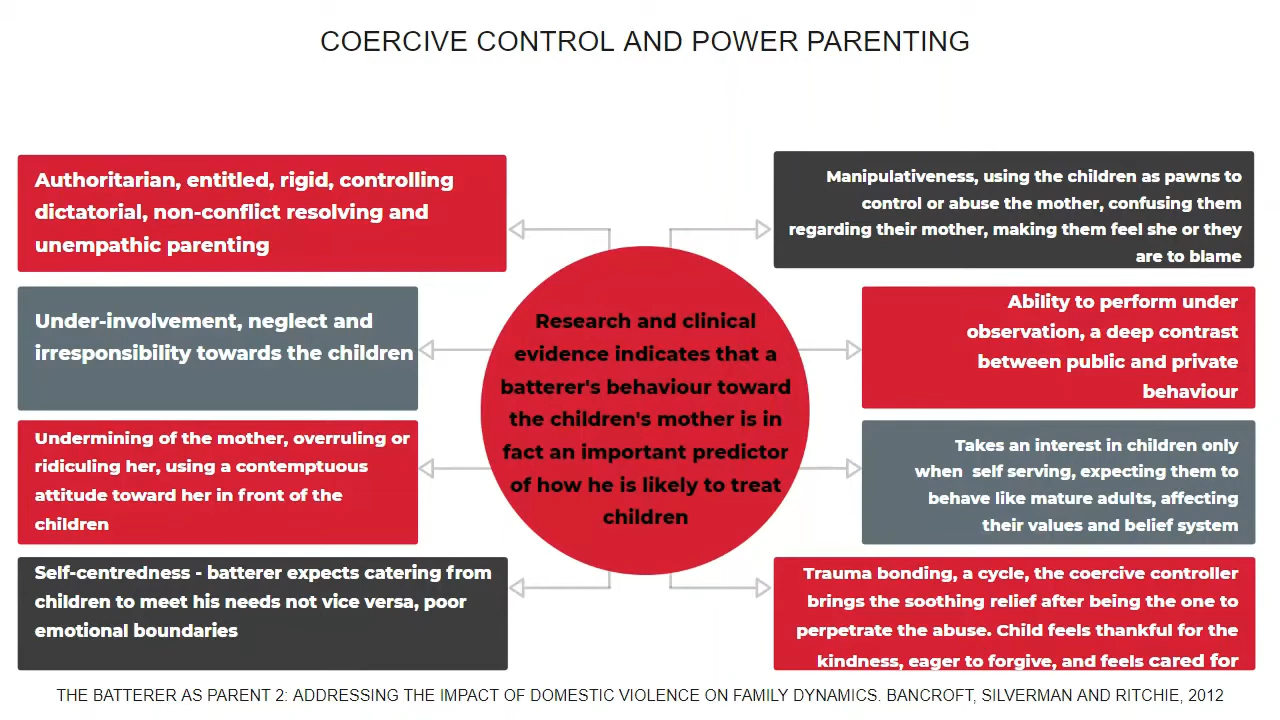 COERCIVE CONTROL AND POWER PARENTING
Authoritarian, entitled, rigid, controlling
dictatorial, non-conflict resolving and
unempathic parenting
Under-involvement, neglect and
irresponsibility towards the children
Undermining of the mother, overruling or
ridiculing her, using a contemptuous
attitude toward her in front of the
children
Self-centredness - batterer expects catering from
children to meet his needs not vice versa, poor
emotional boundaries
Research and clinical
evidence indicates that a
batterer's behaviour toward
the children's mother is in
fact an important predictor
of how he is likely to treat
children
Manipulativeness, using the children as pawns to
control or abuse the mother, confusing them
regarding their mother, making them feel she or they
are to blame
Ability to perform under
observation, a deep contrast
between public and private
behaviour
Takes an interest in children only
when  self serving, expecting them to
behave like mature adults, affecting
their values and belief system
Trauma bonding, a cycle, the coercive controller
brings the soothing relief after being the one to
perpetrate the abuse. Child feels thankful for the
kindness, eager to forgive, and feels cared for
THE BATTERER AS PARENT 2: ADDRESSING THE IMPACT OF DOMESTIC VIOLENCE ON FAMILY DYNAMICS. BANCROFT, SILVERMAN AND RITCHIE, 2012